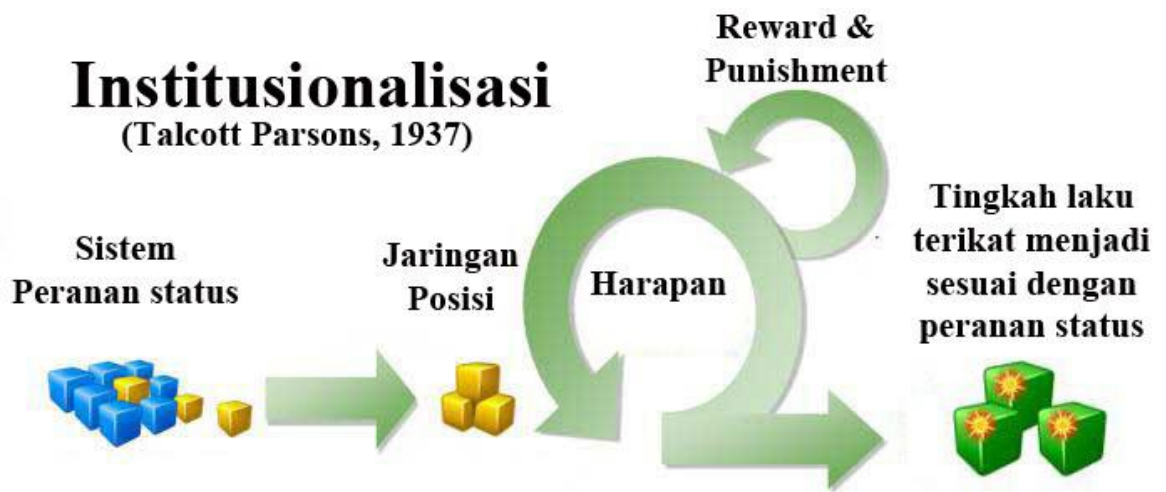 Institusionalisasi
(Talcott Parsons, 1937)
Reward &
Punishment
Sistem
Peranan status
Jaringan
Posisi
Harapan
Tingkah laku
terikat menjadi
sesuai dengan
peranan status